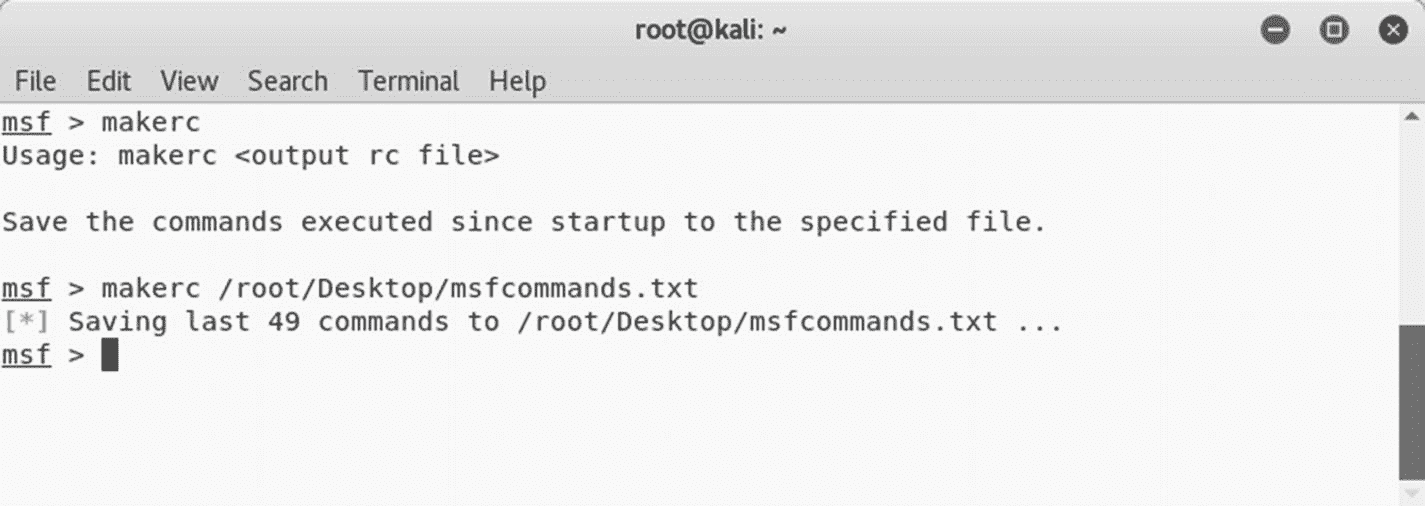 root@kali: ~
File Edit View Search Terminal Help
msf > makerc
Usage: makerc <output rc file>
Save the commands executed since startup to the specified file.
msf > makerc /root/Desktop/msfcommands.txt
[*] Saving last 49 commands to /root/Desktop/msfcommands.txt ...
msf >